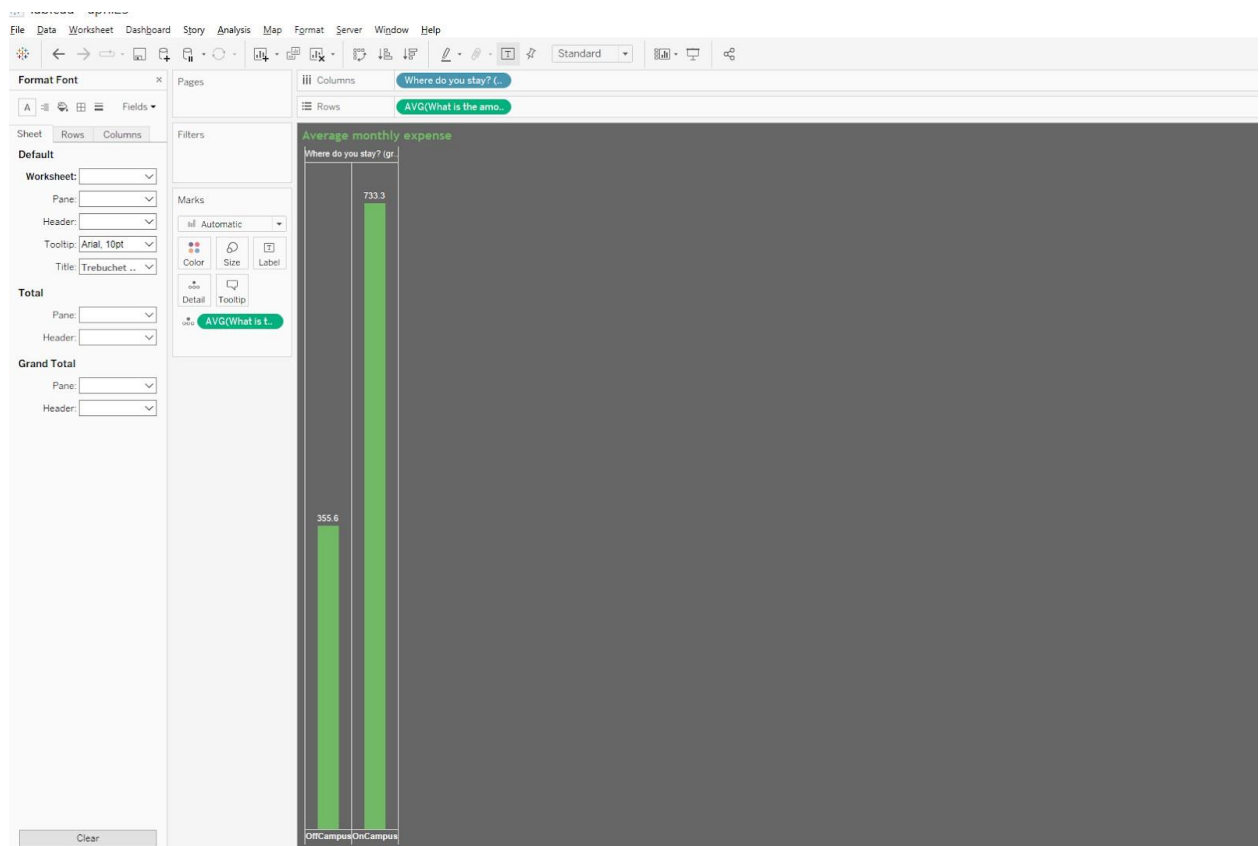 File Data Worksheet Dashboard Story Analysis Map Format Server Window Help
Standard
Format Font
Fields
Sheet Rows Columns
Default
Worksheet:
Pane:
Header:
Tooltip: Arial, 10pt
Title: Trebuchet ..
Total
Pane:
Header:
Grand Total
Pane:
Header:
Clear
Pages
Filters
Marks
Automatic
Color Size Label
Detail Tooltip
AVG(What is t..
Columns Where do you stay? (..
Rows AVG(What is the amo..
Average monthly expense
Where do you stay? (gr..
733.3
355.6
OffCampus OnCampus